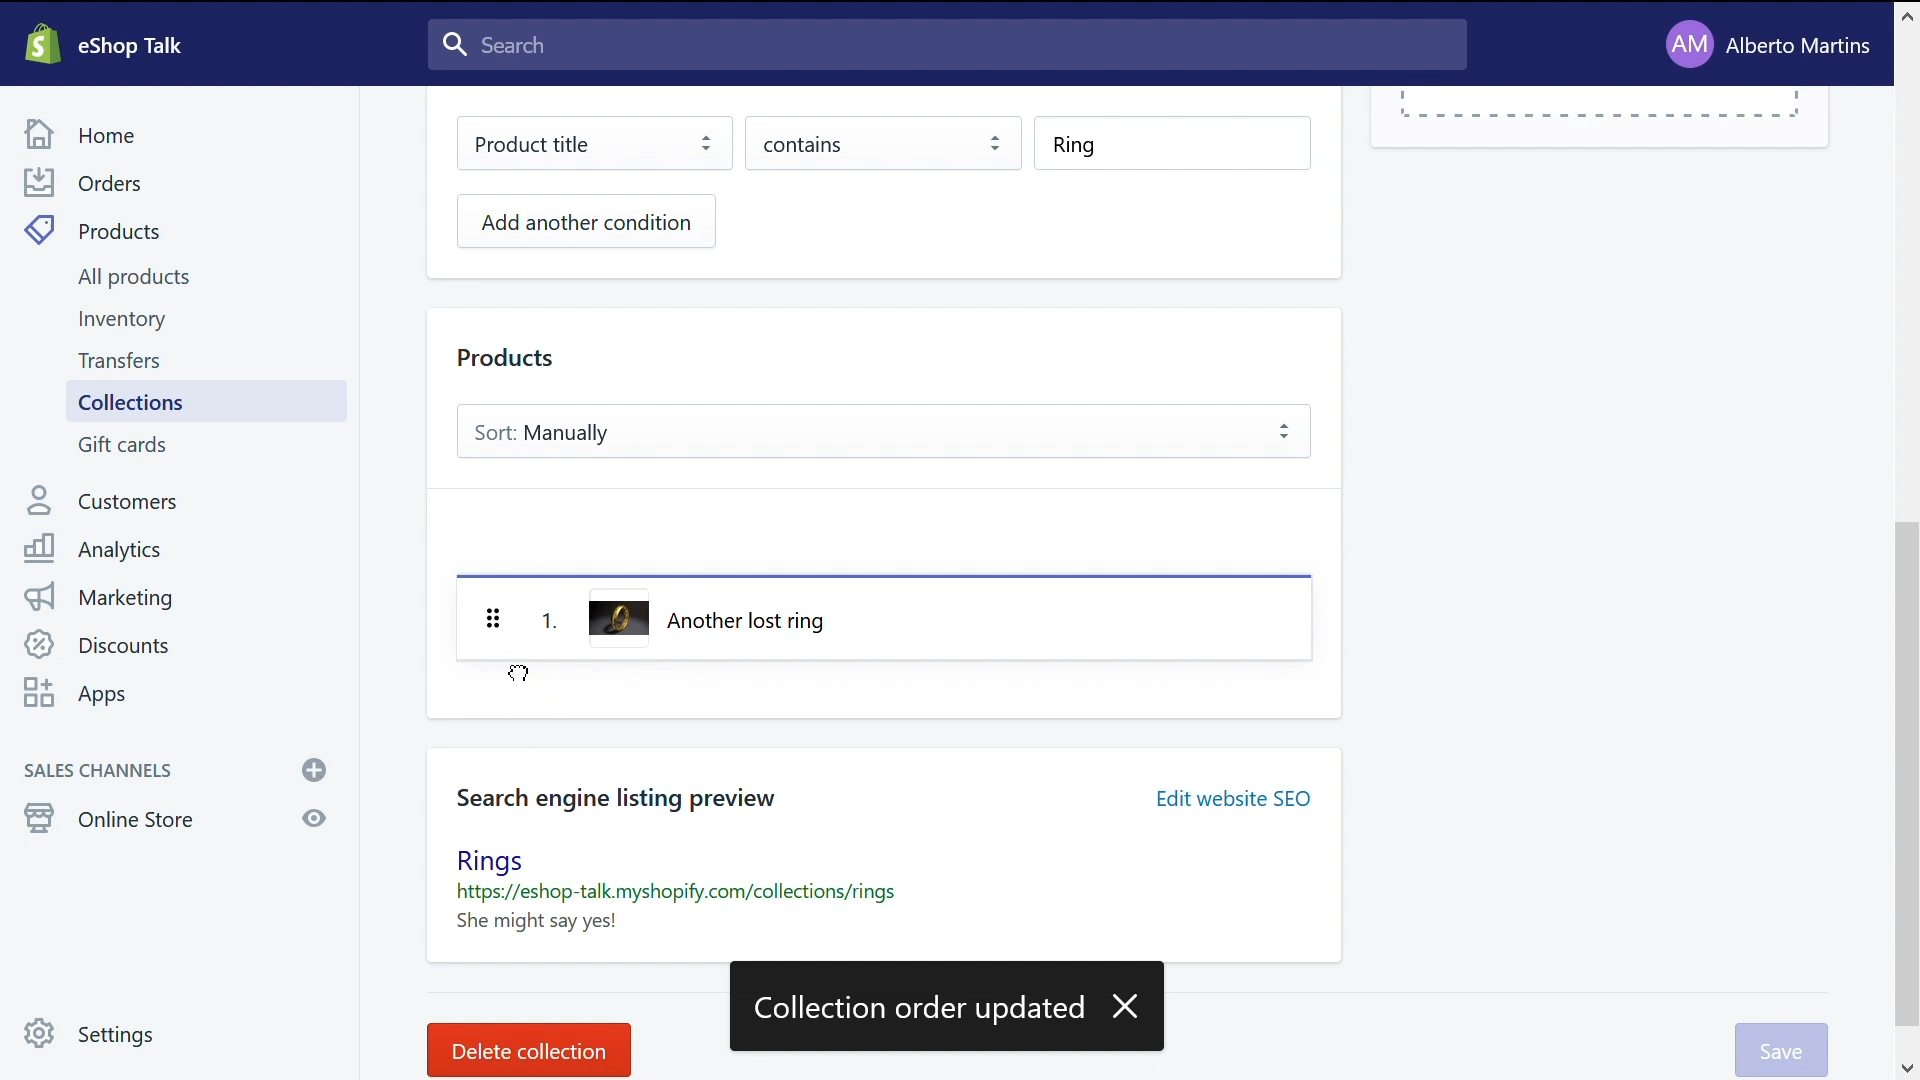 eShop Talk
Search
AM Alberto Martins
Home
Orders
Products
All products
Inventory
Transfers
Collections
Gift cards
Customers
Analytics
Marketing
Discounts
Apps
SALES CHANNELS
Online Store
Settings
Product title contains Ring
Add another condition
Products
Sort: Manually
1. Another lost ring
Search engine listing preview Edit website SEO
Rings
https://eshop-talk.myshopify.com/collections/rings
She might say yes!
Collection order updated
Delete collection Save